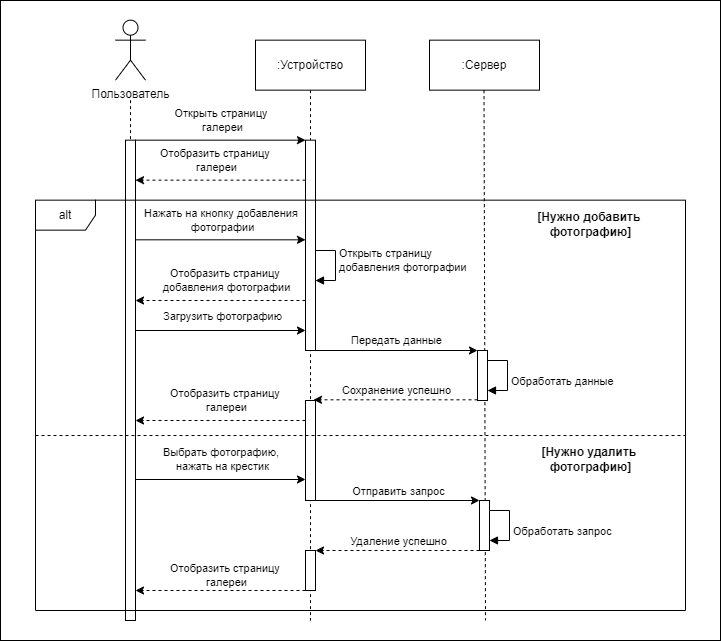 :Устройство
:Сервер
Пользователь
Открыть страницу
галереи
Отобразить страницу
галереи
alt
[Нужно добавить
фотографию]
Нажать на кнопку добавления
фотографии
Открыть страницу
добавления фотографии
Отобразить страницу
добавления фотографии
Загрузить фотографию
Передать данные
Обработать данные
Сохранение успешно
Отобразить страницу
галереи
[Нужно удалить
фотографию]
Выбрать фотографию,
нажать на крестик
Отправить запрос
Обработать запрос
Удаление успешно
Отобразить страницу
галереи